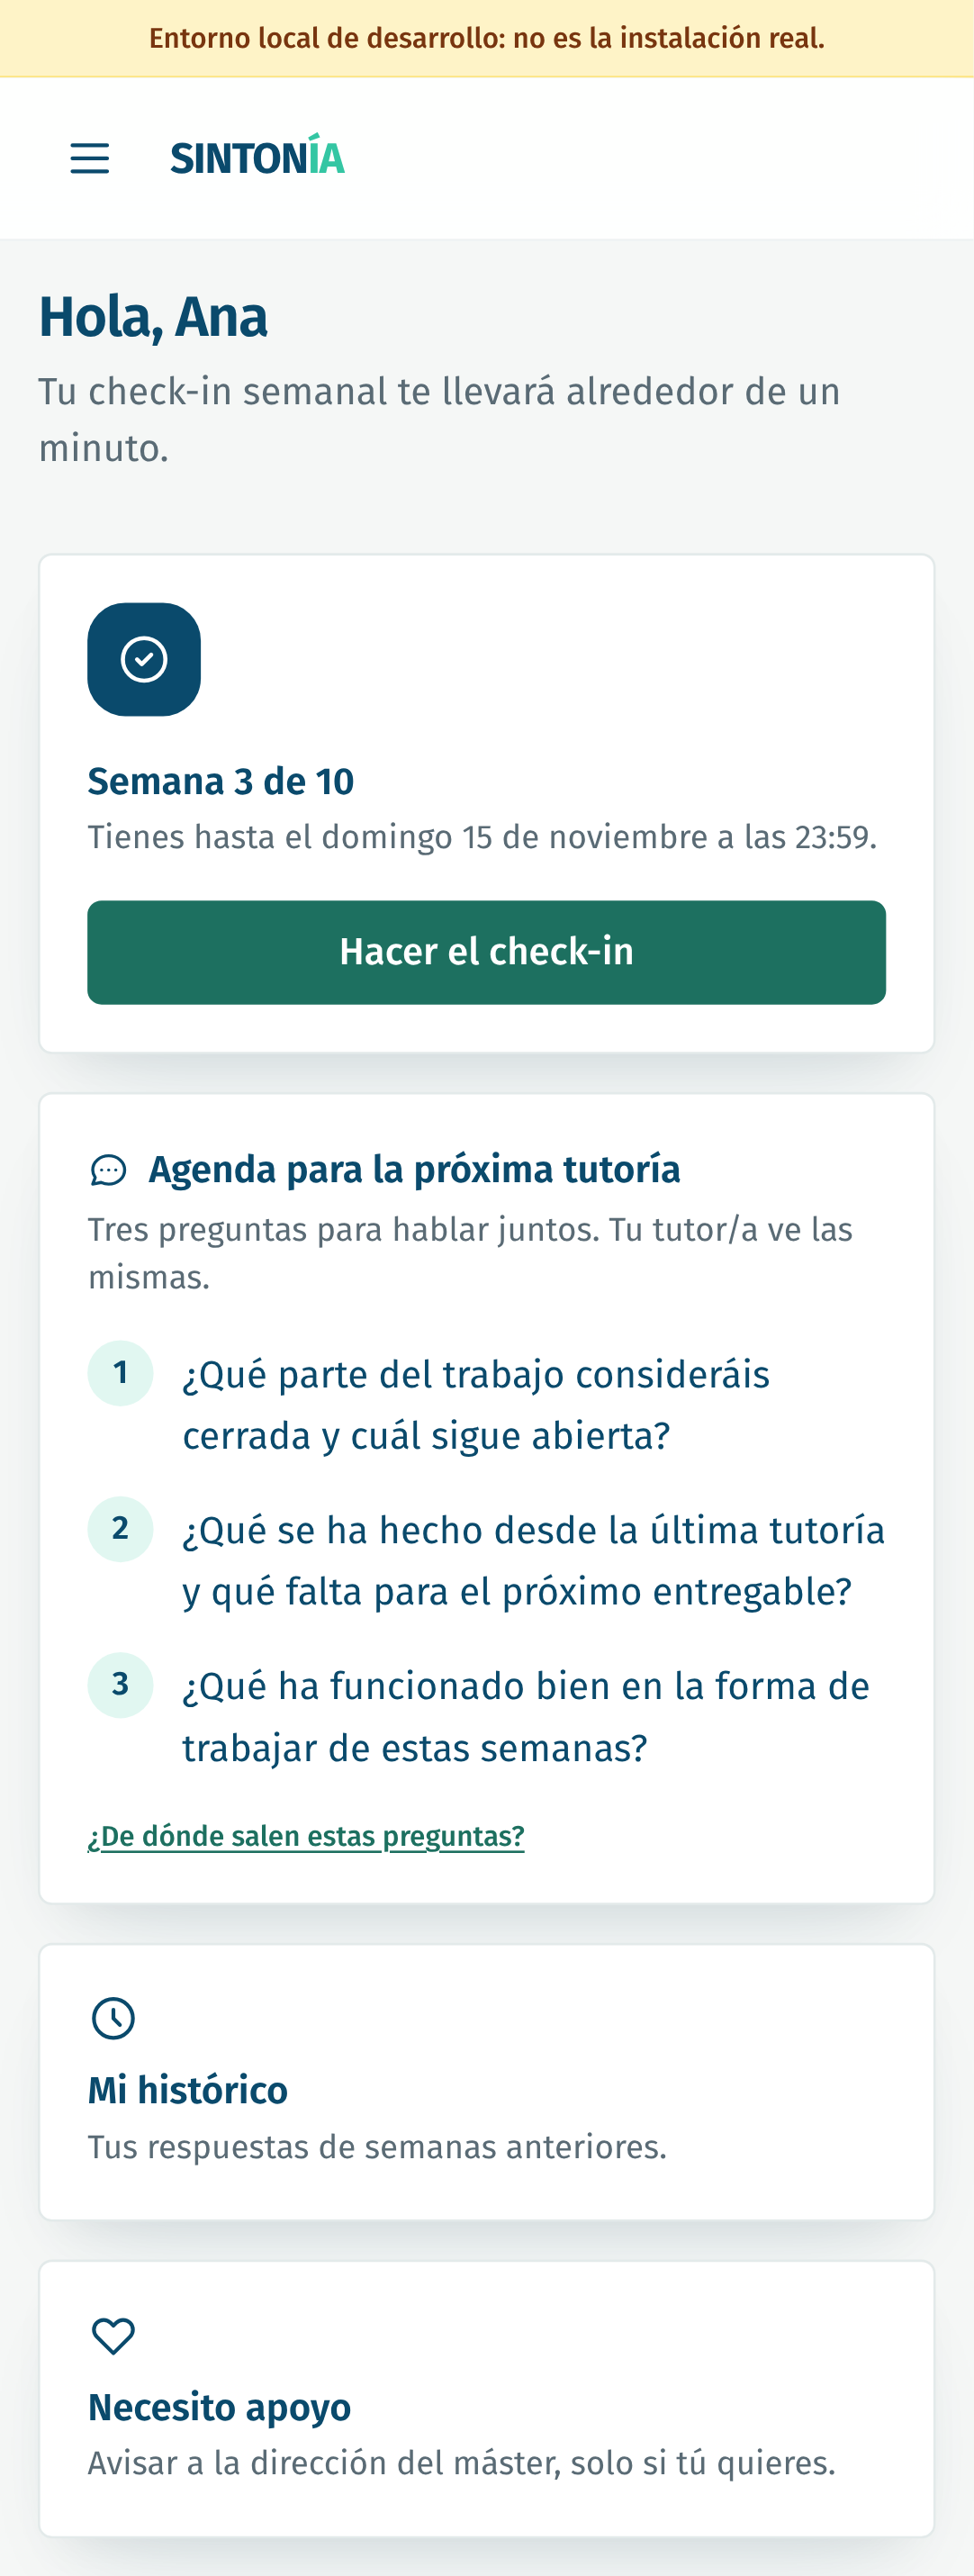 Entorno local de desarrollo: no es la instalación real.
SINTONÍA
Hola, Ana
Tu check-in semanal te llevará alrededor de un
minuto.
Semana 3 de 10
Tienes hasta el domingo 15 de noviembre a las 23:59.
Hacer el check-in
Agenda para la próxima tutoría
Tres preguntas para hablar juntos. Tu tutor/a ve las
mismas.
1 ¿Qué parte del trabajo consideráis
cerrada y cuál sigue abierta?
2 ¿Qué se ha hecho desde la última tutoría
y qué falta para el próximo entregable?
3 ¿Qué ha funcionado bien en la forma de
trabajar de estas semanas?
¿De dónde salen estas preguntas?
Mi histórico
Tus respuestas de semanas anteriores.
Necesito apoyo
Avisar a la dirección del máster, solo si tú quieres.